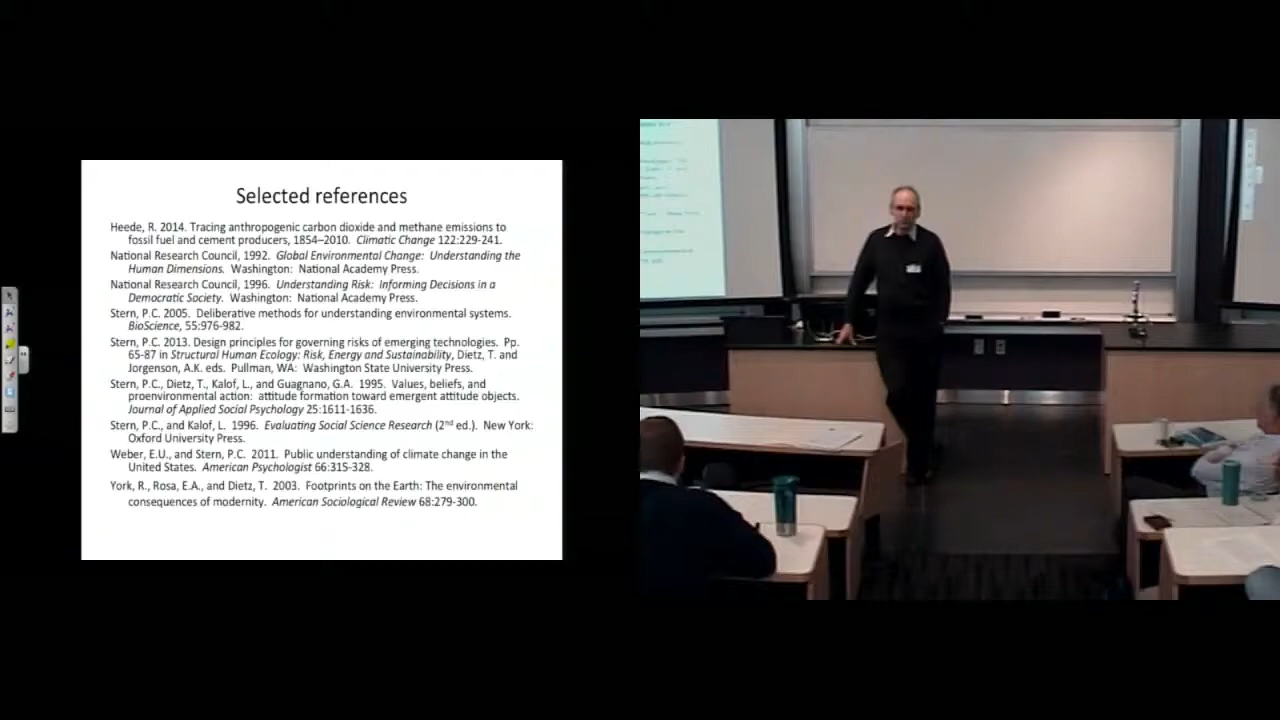 Selected references
Heede, R. 2014. Tracing anthropogenic carbon dioxide and methane emissions to
fossil fuel and cement producers, 1854–2010. Climatic Change 122:229-241.
National Research Council, 1992. Global Environmental Change: Understanding the
Human Dimensions. Washington: National Academy Press.
National Research Council, 1996. Understanding Risk: Informing Decisions in a
Democratic Society. Washington: National Academy Press.
Stern, P.C. 2005. Deliberative methods for understanding environmental systems.
BioScience, 55:976-982.
Stern, P.C. 2013. Design principles for governing risks of emerging technologies. Pp.
65-87 in Structural Human Ecology: Risk, Energy and Sustainability, Dietz, T. and
Jorgenson, A.K. eds. Pullman, WA: Washington State University Press.
Stern, P.C., Dietz, T., Kalof, L., and Guagnano, G.A. 1995. Values, beliefs, and
proenvironmental action: attitude formation toward emergent attitude objects.
Journal of Applied Social Psychology 25:1611-1636.
Stern, P.C., and Kalof, L. 1996. Evaluating Social Science Research (2nd ed.). New York:
Oxford University Press.
Weber, E.U., and Stern, P.C. 2011. Public understanding of climate change in the
United States. American Psychologist 66:315-328.
York, R., Rosa, E.A., and Dietz, T. 2003. Footprints on the Earth: The environmental
consequences of modernity. American Sociological Review 68:279-300.